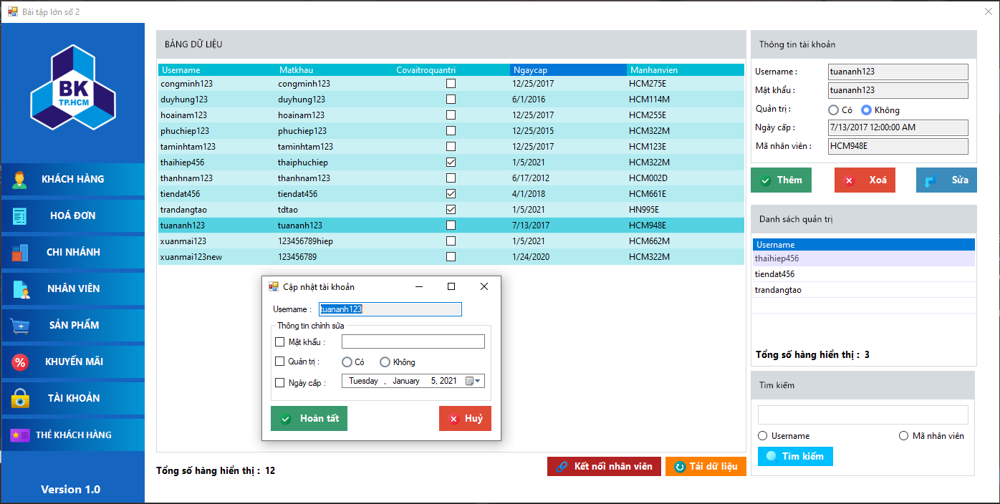 Bài tập lớn số 2
BK
TP.HCM
KHÁCH HÀNG
HOÁ ĐƠN
CHI NHÁNH
NHÂN VIÊN
SẢN PHẨM
KHUYẾN MÃI
TÀI KHOẢN
THẺ KHÁCH HÀNG
Version 1.0
BẢNG DỮ LIỆU
Username Matkhau Covaitroquantri Ngaycap Manhanvien
congminh123 congminh123 12/25/2017 HCM275E
duyhung123 duyhung123 6/1/2016 HCM114M
hoainam123 hoainam123 12/25/2017 HCM255E
phuchiep123 phuchiep123 12/25/2015 HCM322M
taminhtam123 taminhtam123 12/25/2017 HCM123E
thaihiep456 thaiphuchiep 1/5/2021 HCM322M
thanhnam123 thanhnam123 6/17/2012 HCM002D
tiendat456 tiendat456 4/1/2018 HCM661E
trandangtao tdtao 1/5/2021 HN995E
tuananh123 tuananh123 7/13/2017 HCM948E
xuanmai123 123456789hiep 1/5/2021 HCM662M
xuanmai123new 123456789 1/24/2020 HCM322M
Cập nhật tài khoản
Username : tuananh123
Thông tin chỉnh sửa
Mật khẩu :
Quản trị : Có Không
Ngày cấp : Tuesday , January 5, 2021
Hoàn tất Huỷ
Tổng số hàng hiển thị : 12
Kết nối nhân viên Tải dữ liệu
Thông tin tài khoản
Username : tuananh123
Mật khẩu : tuananh123
Quản trị : Có Không
Ngày cấp : 7/13/2017 12:00:00 AM
Mã nhân viên : HCM948E
Thêm Xoá Sửa
Danh sách quản trị
Username
thaihiep456
tiendat456
trandangtao
Tổng số hàng hiển thị : 3
Tìm kiếm
Username Mã nhân viên
Tìm kiếm